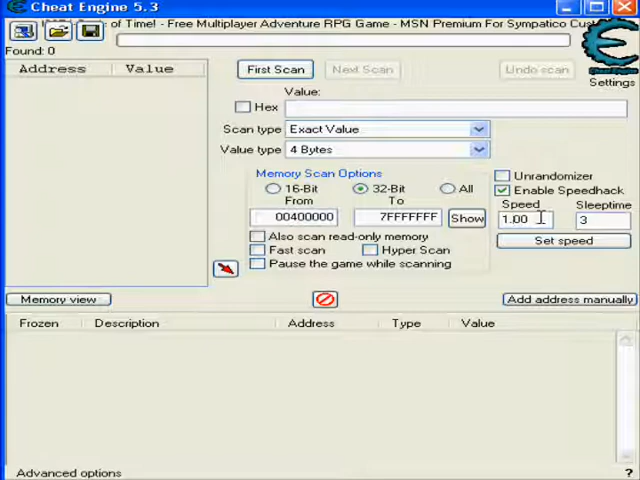 Cheat Engine 5.3
of Time! - Free Multiplayer Adventure RPG Game - MSN Premium For Sympatico
Found: 0
Address Value
First Scan Next Scan Undo scan
Cheat Engine
Settings
Value:
Hex
Scan type Exact Value
Value type 4 Bytes
Memory Scan Options
16-Bit 32-Bit All
From To
00400000 7FFFFFFF Show
Also scan read-only memory
Fast scan Hyper Scan
Pause the game while scanning
Unrandomizer
Enable Speedhack
Speed Sleeptime
1.00 3
Set speed
Memory view Add address manually
Frozen Description Address Type Value
Advanced options ?